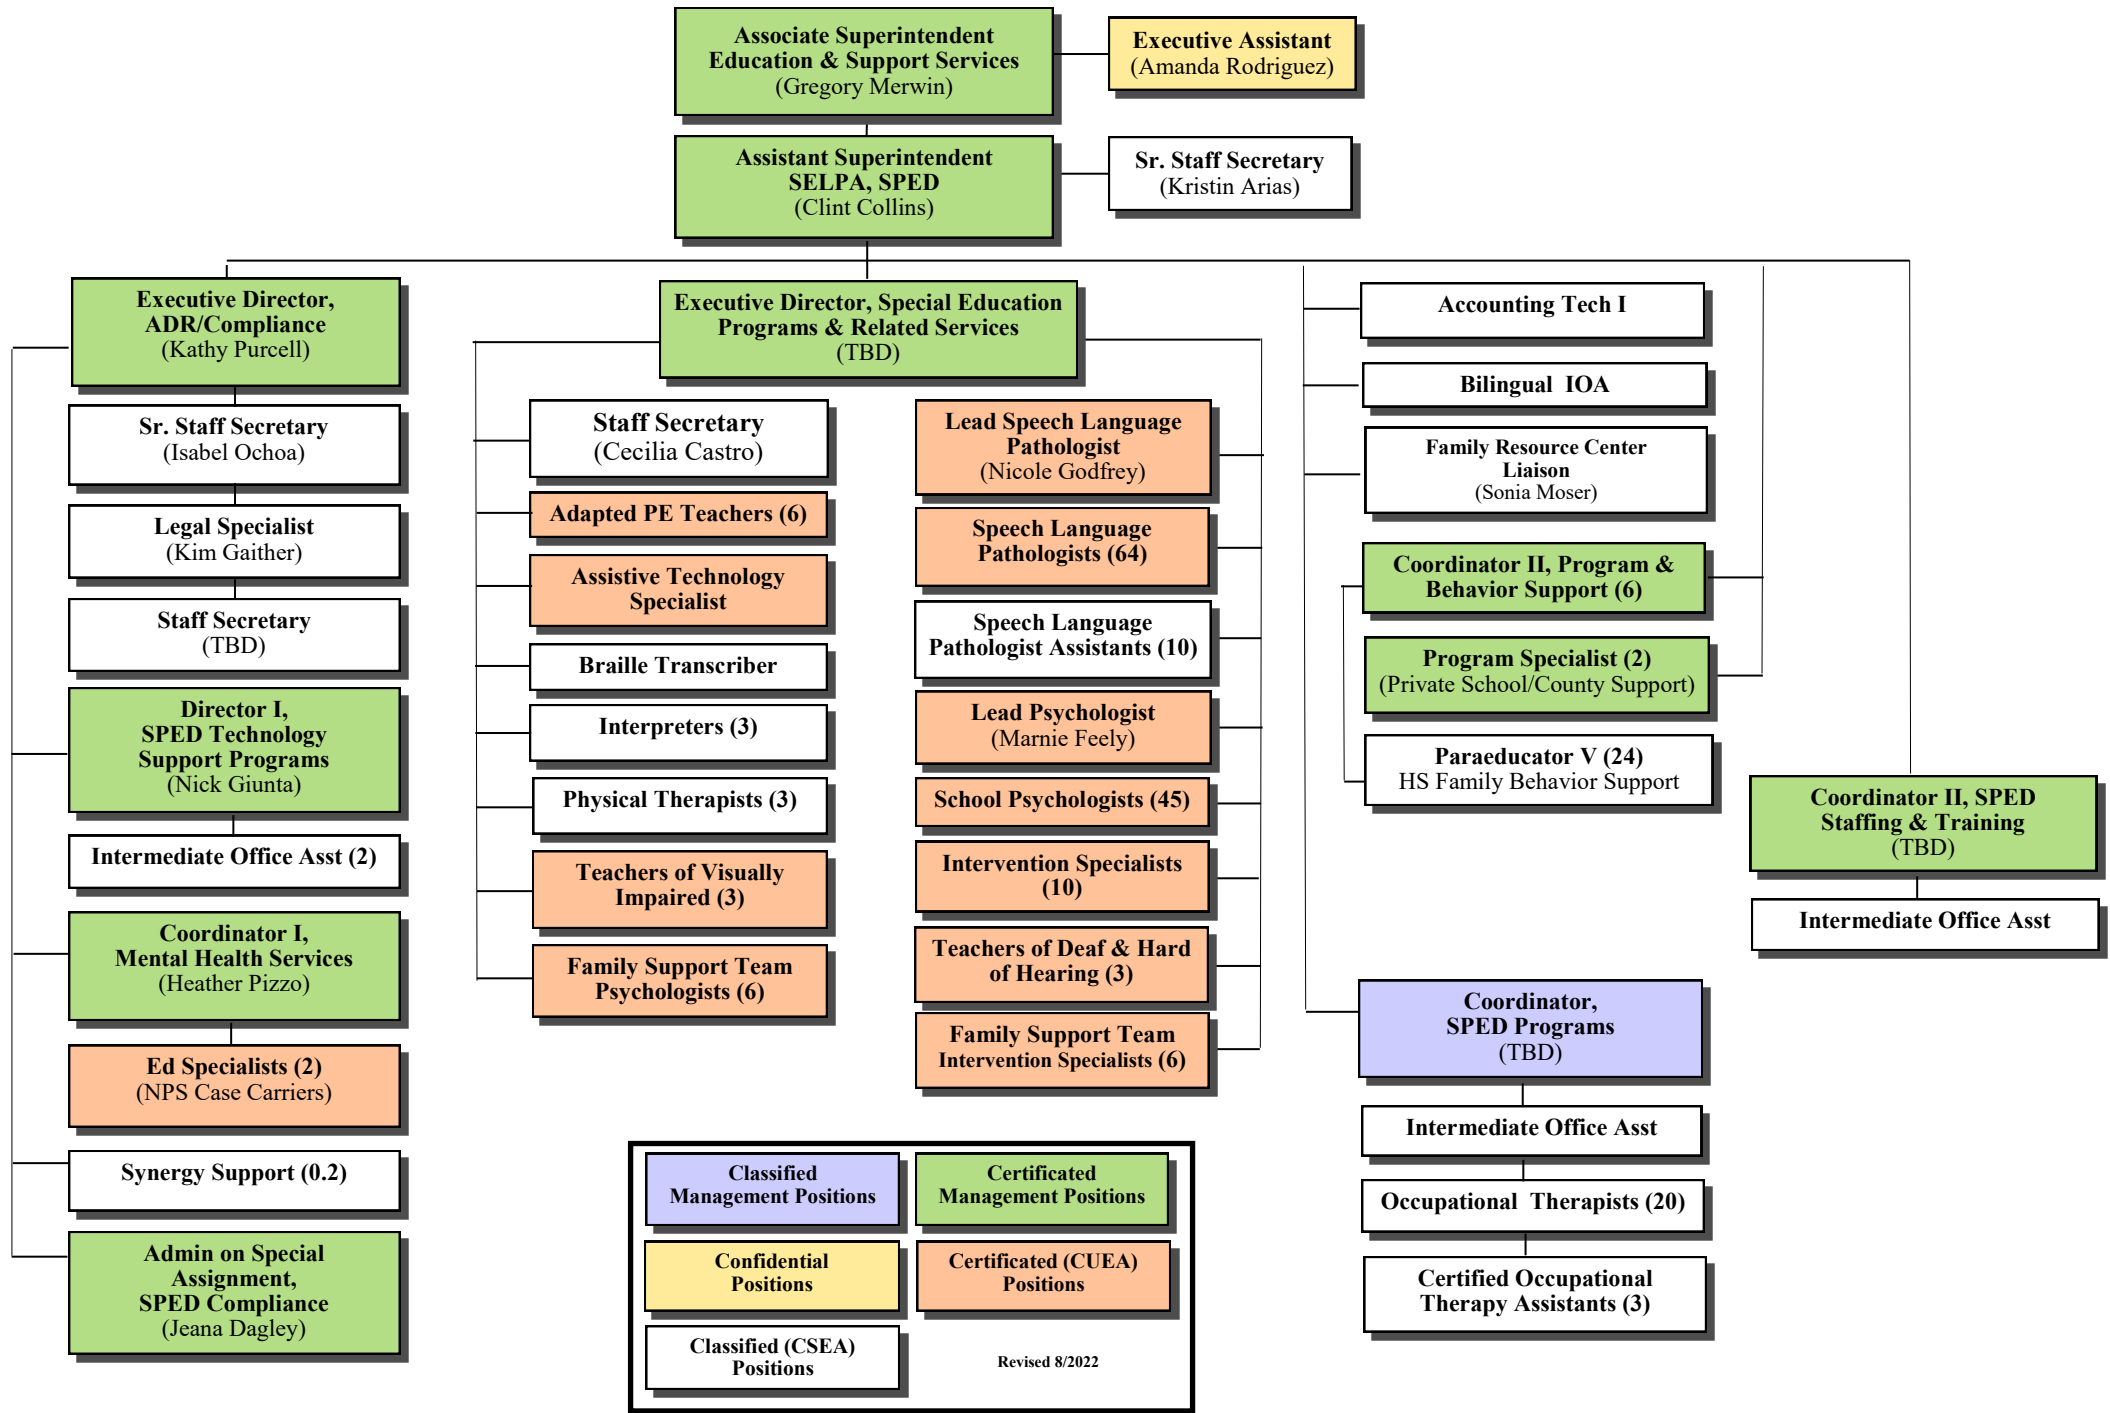 Associate Superintendent
Education & Support Services
(Gregory Merwin)
Executive Assistant
(Amanda Rodriguez)
Assistant Superintendent
SELPA, SPED
(Clint Collins)
Sr. Staff Secretary
(Kristin Arias)
Executive Director,
ADR/Compliance
(Kathy Purcell)
Sr. Staff Secretary
(Isabel Ochoa)
Legal Specialist
(Kim Gaither)
Staff Secretary
(TBD)
Director I,
SPED Technology
Support Programs
(Nick Giunta)
Intermediate Office Asst (2)
Coordinator I,
Mental Health Services
(Heather Pizzo)
Ed Specialists (2)
(NPS Case Carriers)
Synergy Support (0.2)
Admin on Special
Assignment,
SPED Compliance
(Jeana Dagley)
Executive Director, Special Education
Programs & Related Services
(TBD)
Staff Secretary
(Cecilia Castro)
Adapted PE Teachers (6)
Assistive Technology
Specialist
Braille Transcriber
Interpreters (3)
Physical Therapists (3)
Teachers of Visually
Impaired (3)
Family Support Team
Psychologists (6)
Lead Speech Language
Pathologist
(Nicole Godfrey)
Speech Language
Pathologists (64)
Speech Language
Pathologist Assistants (10)
Lead Psychologist
(Marnie Feely)
School Psychologists (45)
Intervention Specialists
(10)
Teachers of Deaf & Hard
of Hearing (3)
Family Support Team
Intervention Specialists (6)
Accounting Tech I
Bilingual IOA
Family Resource Center
Liaison
(Sonia Moser)
Coordinator II, Program &
Behavior Support (6)
Program Specialist (2)
(Private School/County Support)
Paraeducator V (24)
HS Family Behavior Support
Coordinator II, SPED
Staffing & Training
(TBD)
Intermediate Office Asst
Coordinator,
SPED Programs
(TBD)
Intermediate Office Asst
Occupational Therapists (20)
Certified Occupational
Therapy Assistants (3)
Classified
Management Positions
Certificated
Management Positions
Confidential
Positions
Certificated (CUEA)
Positions
Classified (CSEA)
Positions
Revised 8/2022